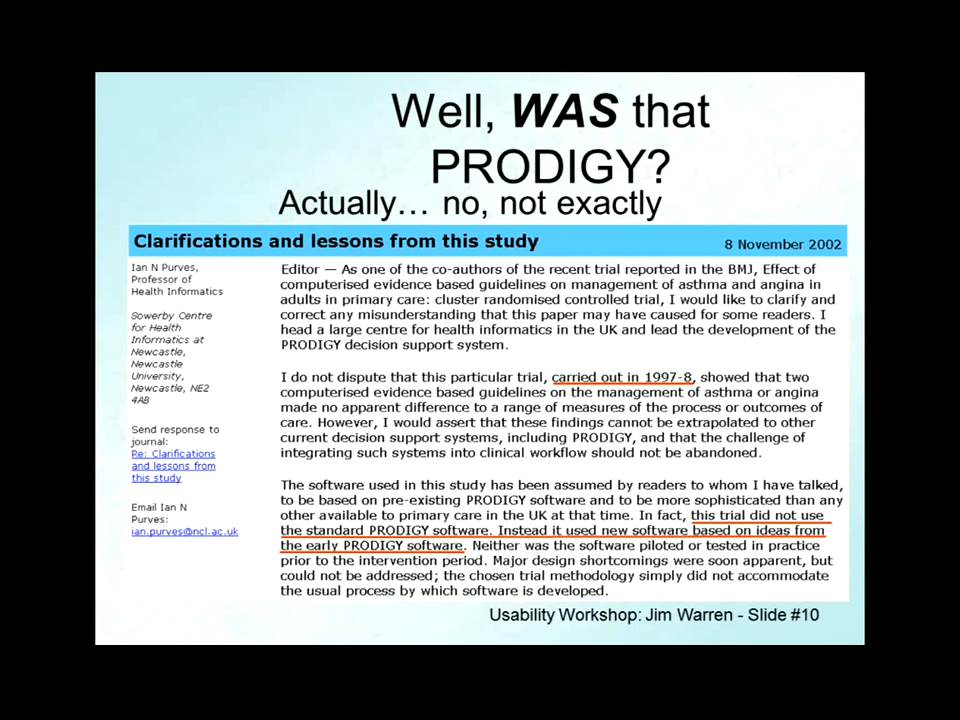 Well, WAS that
PRODIGY?
Actually… no, not exactly
Clarifications and lessons from this study
8 November 2002
Ian N Purves,
Professor of
Health Informatics
Sowerby Centre
for Health
Informatics at
Newcastle,
Newcastle
University,
Newcastle, NE2
4AB
Send response to
journal:
Re: Clarifications
and lessons from
this study
Email Ian N
Purves:
ian.purves@ncl.ac.uk
Editor — As one of the co-authors of the recent trial reported in the BMJ, Effect of
computerised evidence based guidelines on management of asthma and angina in
adults in primary care: cluster randomised controlled trial, I would like to clarify and
correct any misunderstanding that this paper may have caused for some readers. I
head a large centre for health informatics in the UK and lead the development of the
PRODIGY decision support system.
I do not dispute that this particular trial, carried out in 1997-8, showed that two
computerised evidence based guidelines on the management of asthma or angina
made no apparent difference to a range of measures of the process or outcomes of
care. However, I would assert that these findings cannot be extrapolated to other
current decision support systems, including PRODIGY, and that the challenge of
integrating such systems into clinical workflow should not be abandoned.
The software used in this study has been assumed by readers to whom I have talked,
to be based on pre-existing PRODIGY software and to be more sophisticated than any
other available to primary care in the UK at that time. In fact, this trial did not use
the standard PRODIGY software. Instead it used new software based on ideas from
the early PRODIGY software. Neither was the software piloted or tested in practice
prior to the intervention period. Major design shortcomings were soon apparent, but
could not be addressed; the chosen trial methodology simply did not accommodate
the usual process by which software is developed.
Usability Workshop: Jim Warren - Slide #10